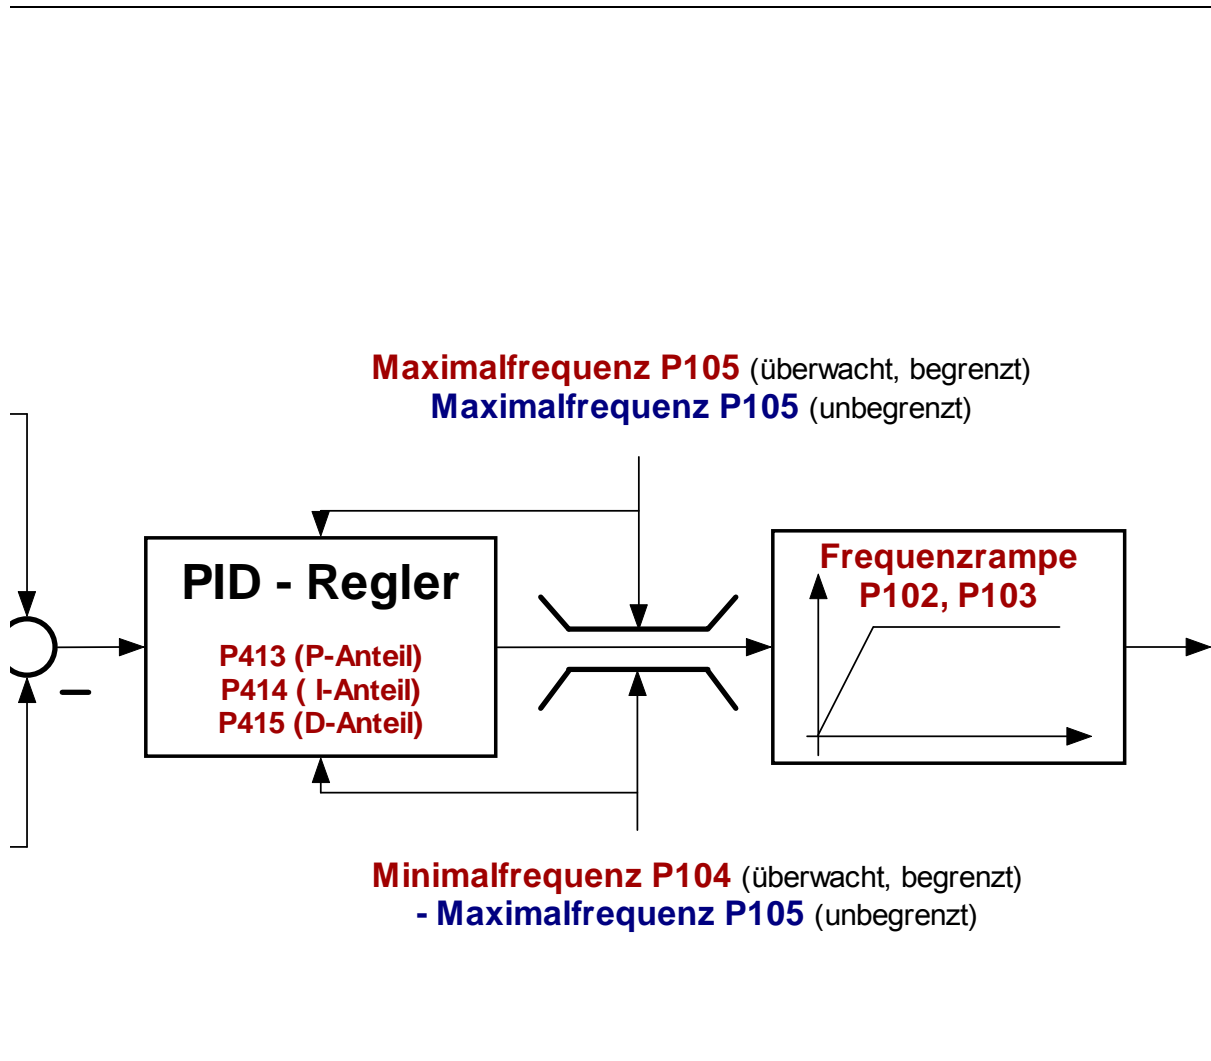 Maximalfrequenz P105 (überwacht, begrenzt)
Maximalfrequenz P105 (unbegrenzt)
PID - Regler
P413 (P-Anteil)
P414 ( I-Anteil)
P415 (D-Anteil)
Frequenzrampe
P102, P103
Minimalfrequenz P104 (überwacht, begrenzt)
- Maximalfrequenz P105 (unbegrenzt)